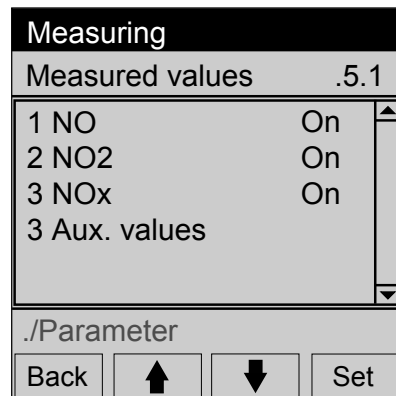 Measuring
Measured values .5.1
1 NO On
2 NO2 On
3 NOx On
3 Aux. values
./Parameter
Back Set